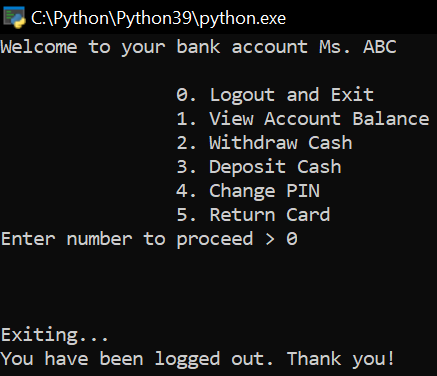 C:\Python\Python39\python.exe
Welcome to your bank account Ms. ABC
0. Logout and Exit
1. View Account Balance
2. Withdraw Cash
3. Deposit Cash
4. Change PIN
5. Return Card
Enter number to proceed > 0
Exiting...
You have been logged out. Thank you!